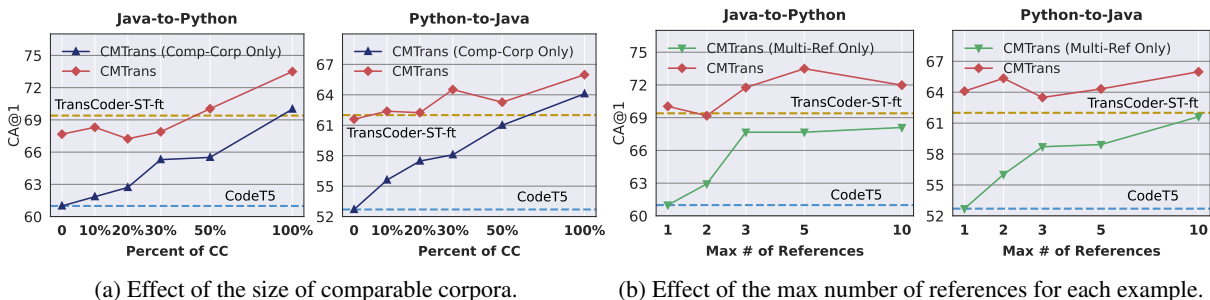 Java-to-Python
CA@1
75
72
69
66
63
60
CMTrans (Comp-Corp Only)
CMTrans
TransCoder-ST-ft
CodeT5
0 10% 20% 30% 50% 100%
Percent of CC
Python-to-Java
67
64
61
58
55
52
CMTrans (Comp-Corp Only)
CMTrans
TransCoder-ST-ft
CodeT5
0 10% 20% 30% 50% 100%
Percent of CC
(a) Effect of the size of comparable corpora.
Java-to-Python
CA@1
75
72
69
66
63
60
CMTrans (Multi-Ref Only)
CMTrans
TransCoder-ST-ft
CodeT5
1 2 3 5 10
Max # of References
Python-to-Java
67
64
61
58
55
52
CMTrans (Multi-Ref Only)
CMTrans
TransCoder-ST-ft
CodeT5
1 2 3 5 10
Max # of References
(b) Effect of the max number of references for each example.